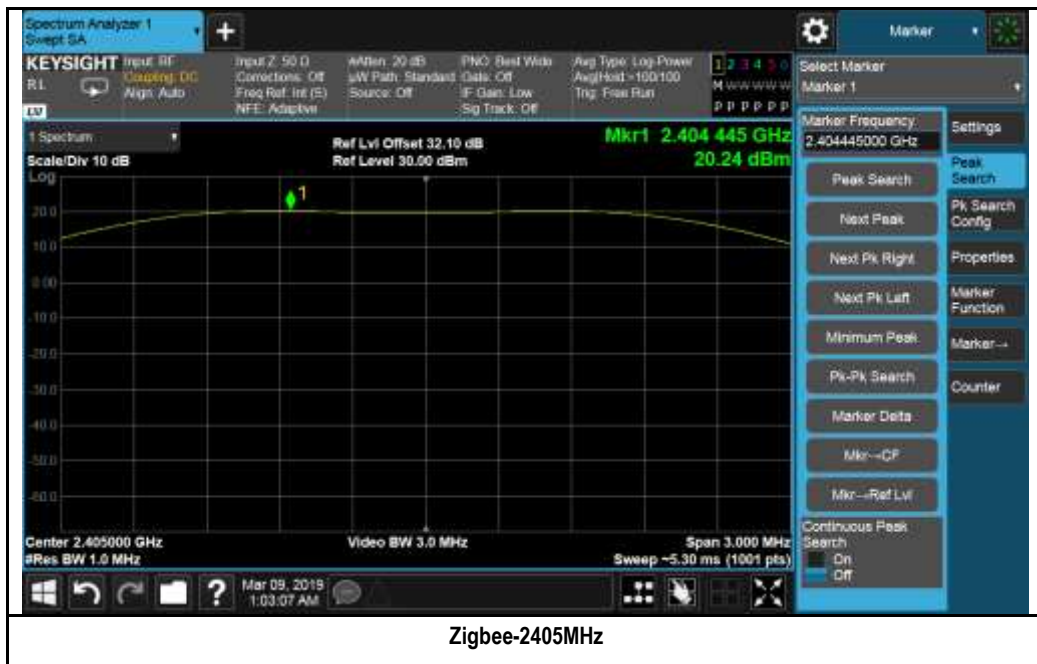 Spectrum Analyzer 1
Swept SA
+
Marker
KEYSIGHT
R L
Input: RF
Coupling: DC
Align: Auto
Input Z: 50 Ω
Corrections: Off
Freq Ref: Int (S)
NFE: Adaptive
#Atten: 20 dB
µW Path: Standard
Source: Off
PNO: Best Wide
Gate: Off
IF Gain: Low
Sig Track: Off
Avg Type: Log-Power
Avg|Hold:>100/100
Trig: Free Run
1 2 3 4 5 6
M W W W W W
P P P P P P
Select Marker
Marker 1
1 Spectrum
Scale/Div 10 dB
Ref Lvl Offset 32.10 dB
Ref Level 30.00 dBm
Mkr1 2.404 445 GHz
20.24 dBm
Log
1
20.0
10.0
0.00
-10.0
-20.0
-30.0
-40.0
-50.0
-60.0
Center 2.405000 GHz
#Res BW 1.0 MHz
Video BW 3.0 MHz
Span 3.000 MHz
Sweep ~5.30 ms (1001 pts)
Marker Frequency
2.404445000 GHz
Peak Search
Next Peak
Next Pk Right
Next Pk Left
Minimum Peak
Pk-Pk Search
Marker Delta
Mkr→CF
Mkr→Ref Lvl
Continuous Peak
Search
On
Off
Settings
Peak
Search
Pk Search
Config
Properties
Marker
Function
Marker→
Counter
?
Mar 09, 2019
1:03:07 AM
Zigbee-2405MHz